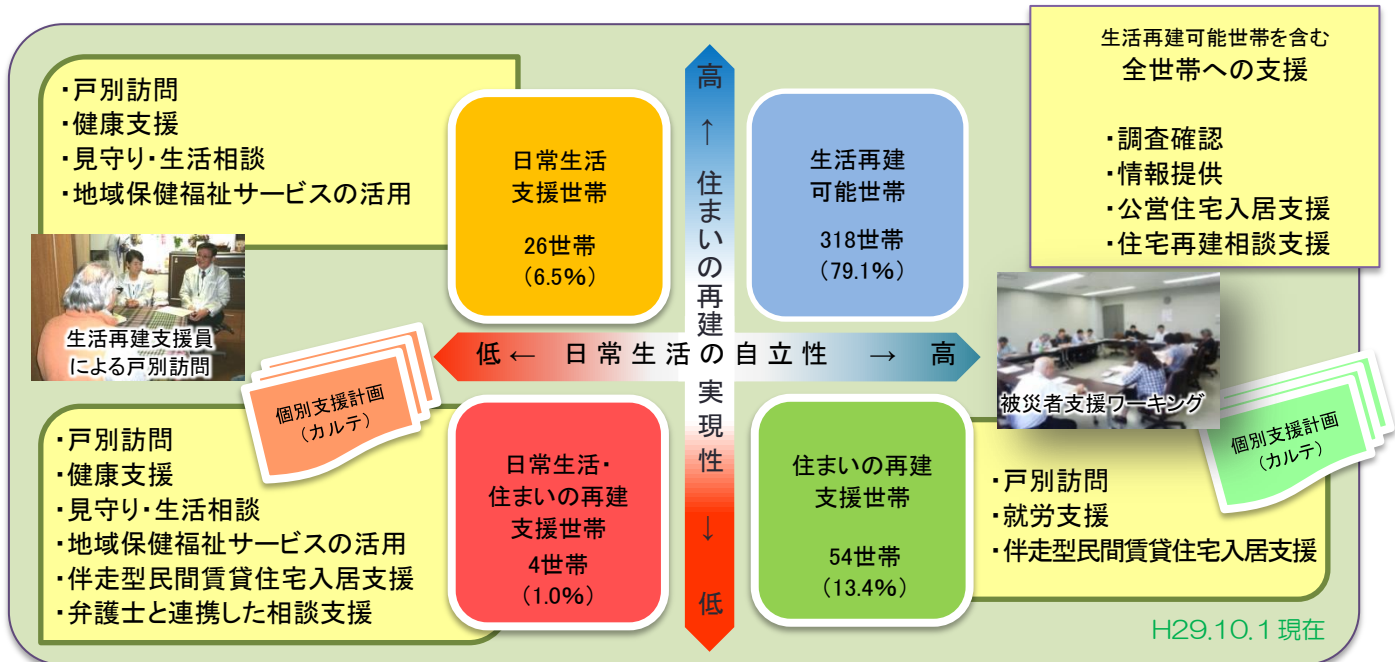 ・戸別訪問
・健康支援
・見守り・生活相談
・地域保健福祉サービスの活用
日常生活
支援世帯
26世帯
(6.5%)
高 ↑ 住まいの再建の実現性 ↓ 低
生活再建
可能世帯
318世帯
(79.1%)
生活再建可能世帯を含む
全世帯への支援
・調査確認
・情報提供
・公営住宅入居支援
・住宅再建相談支援
生活再建支援員
による戸別訪問
低 ← 日常生活の自立性 → 高
被災者支援ワーキング
個別支援計画
(カルテ)
個別支援計画
(カルテ)
・戸別訪問
・健康支援
・見守り・生活相談
・地域保健福祉サービスの活用
・伴走型民間賃貸住宅入居支援
・弁護士と連携した相談支援
日常生活・
住まいの再建
支援世帯
4世帯
(1.0%)
住まいの再建
支援世帯
54世帯
(13.4%)
・戸別訪問
・就労支援
・伴走型民間賃貸住宅入居支援
H29.10.1現在